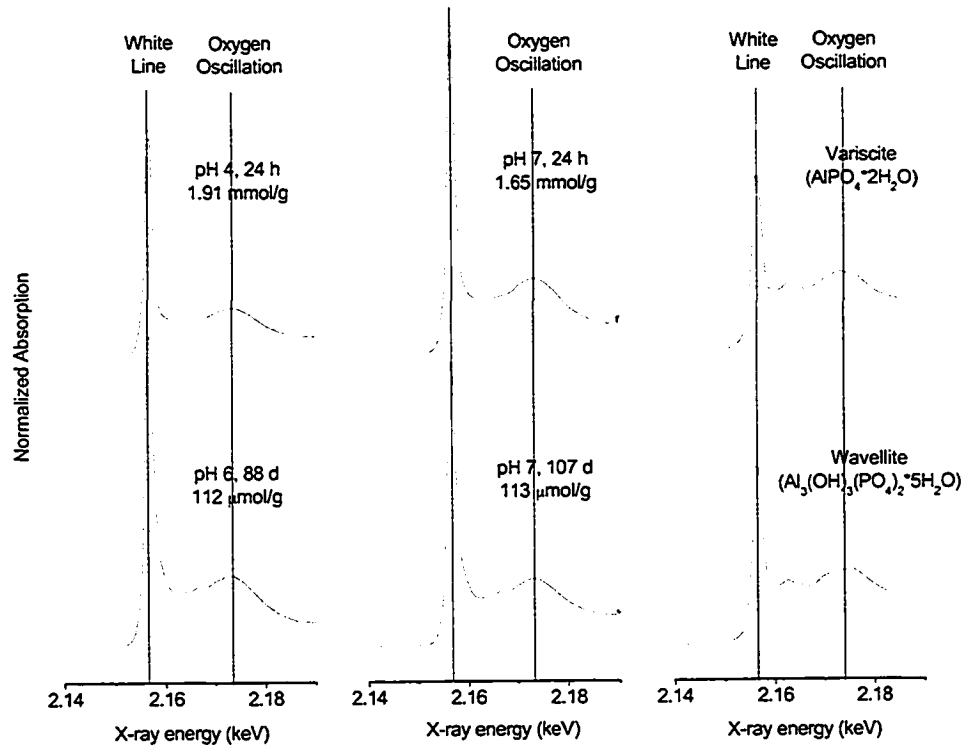 White
Line
Oxygen
Oscillation
Oxygen
Oscillation
White
Line
Oxygen
Oscillation
pH 4, 24 h
1.91 mmol/g
pH 7, 24 h
1.65 mmol/g
Variscite
(AlPO₄*2H₂O)
Normalized Absorption
pH 6, 88 d
112 μmol/g
pH 7, 107 d
113 μmol/g
Wavellite
(Al₃(OH)₃(PO₄)₂*5H₂O)
2.14 2.16 2.18
2.14 2.16 2.18
2.14 2.16 2.18
X-ray energy (keV)
X-ray energy (keV)
X-ray energy (keV)